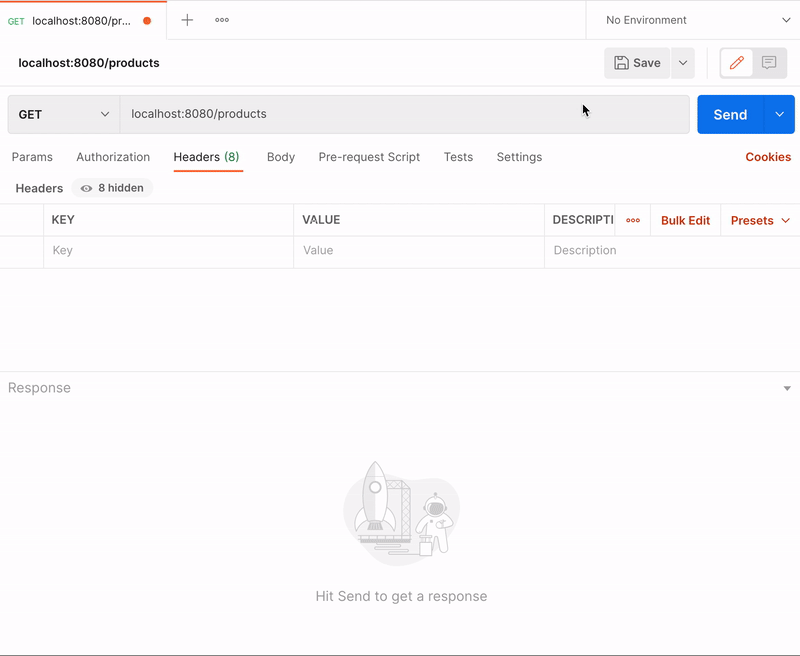 GET localhost:8080/pr... No Environment
localhost:8080/products Save
GET localhost:8080/products Send
Params Authorization Headers (8) Body Pre-request Script Tests Settings Cookies
Headers 8 hidden
KEY VALUE DESCRIPTI Bulk Edit Presets
Key Value Description
Response
Hit Send to get a response